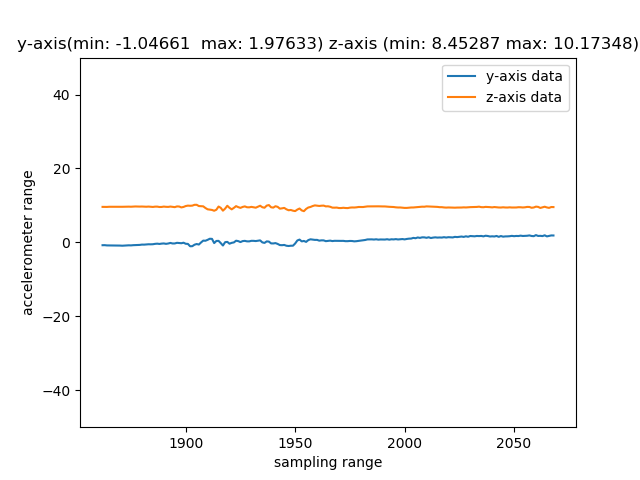 y-axis(min: -1.04661  max: 1.97633) z-axis (min: 8.45287 max: 10.17348)
y-axis data
z-axis data
40
20
0
−20
−40
accelerometer range
1900 1950 2000 2050
sampling range